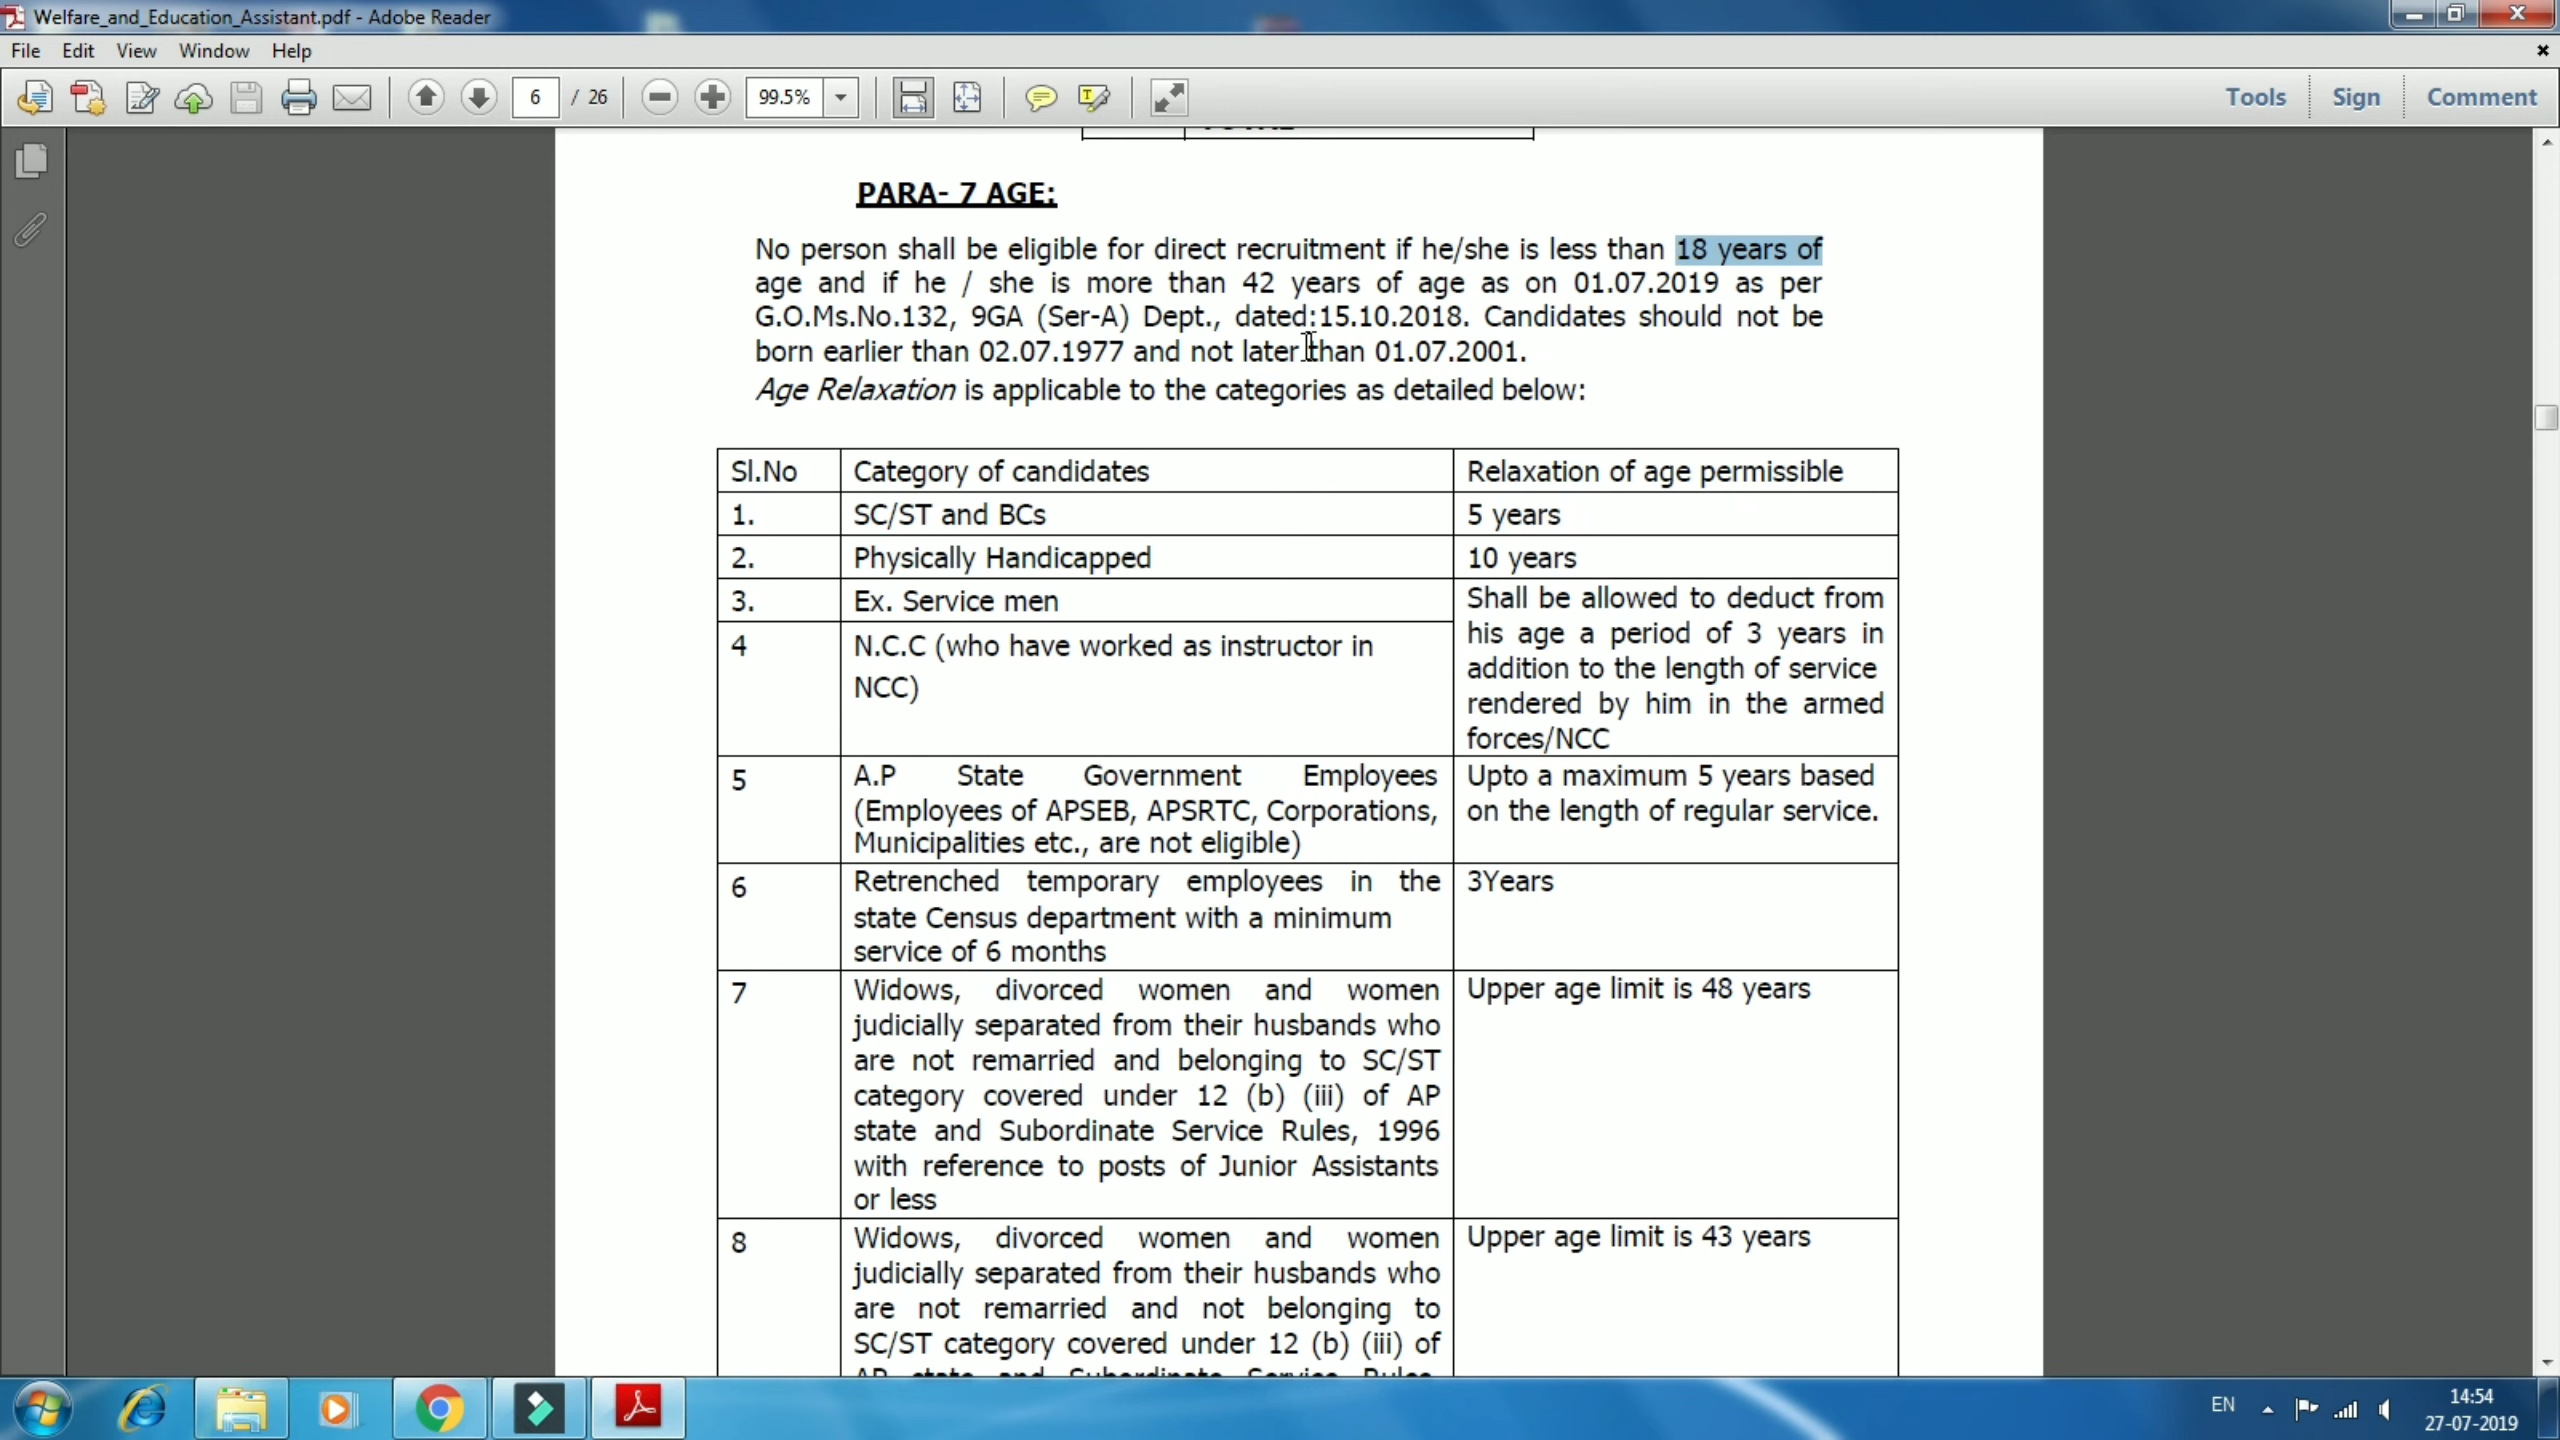 Welfare_and_Education_Assistant.pdf - Adobe Reader
File Edit View Window Help
6 / 26 99.5% Tools Sign Comment
PARA- 7 AGE:
No person shall be eligible for direct recruitment if he/she is less than 18 years of
age and if he / she is more than 42 years of age as on 01.07.2019 as per
G.O.Ms.No.132, 9GA (Ser-A) Dept., dated:15.10.2018. Candidates should not be
born earlier than 02.07.1977 and not later than 01.07.2001.
Age Relaxation is applicable to the categories as detailed below:
Sl.No Category of candidates Relaxation of age permissible
1. SC/ST and BCs 5 years
2. Physically Handicapped 10 years
3. Ex. Service men
4 N.C.C (who have worked as instructor in
NCC)
Shall be allowed to deduct from
his age a period of 3 years in
addition to the length of service
rendered by him in the armed
forces/NCC
5 A.P State Government Employees
(Employees of APSEB, APSRTC, Corporations,
Municipalities etc., are not eligible)
Upto a maximum 5 years based
on the length of regular service.
6 Retrenched temporary employees in the
state Census department with a minimum
service of 6 months
3Years
7 Widows, divorced women and women
judicially separated from their husbands who
are not remarried and belonging to SC/ST
category covered under 12 (b) (iii) of AP
state and Subordinate Service Rules, 1996
with reference to posts of Junior Assistants
or less
Upper age limit is 48 years
8 Widows, divorced women and women
judicially separated from their husbands who
are not remarried and not belonging to
SC/ST category covered under 12 (b) (iii) of
AP state and Subordinate Service Rules,
Upper age limit is 43 years
EN
14:54
27-07-2019